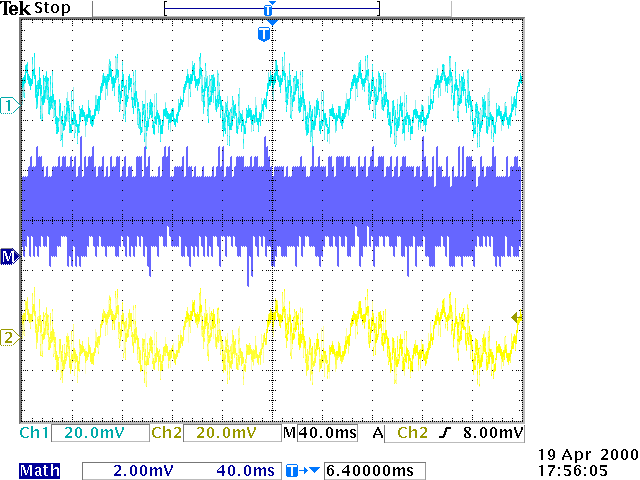 Tek Stop
T
T
1
M
2
Ch1 20.0mV Ch2 20.0mV M 40.0ms A Ch2 8.00mV
Math 2.00mV 40.0ms T 6.40000ms
19 Apr 2000
17:56:05